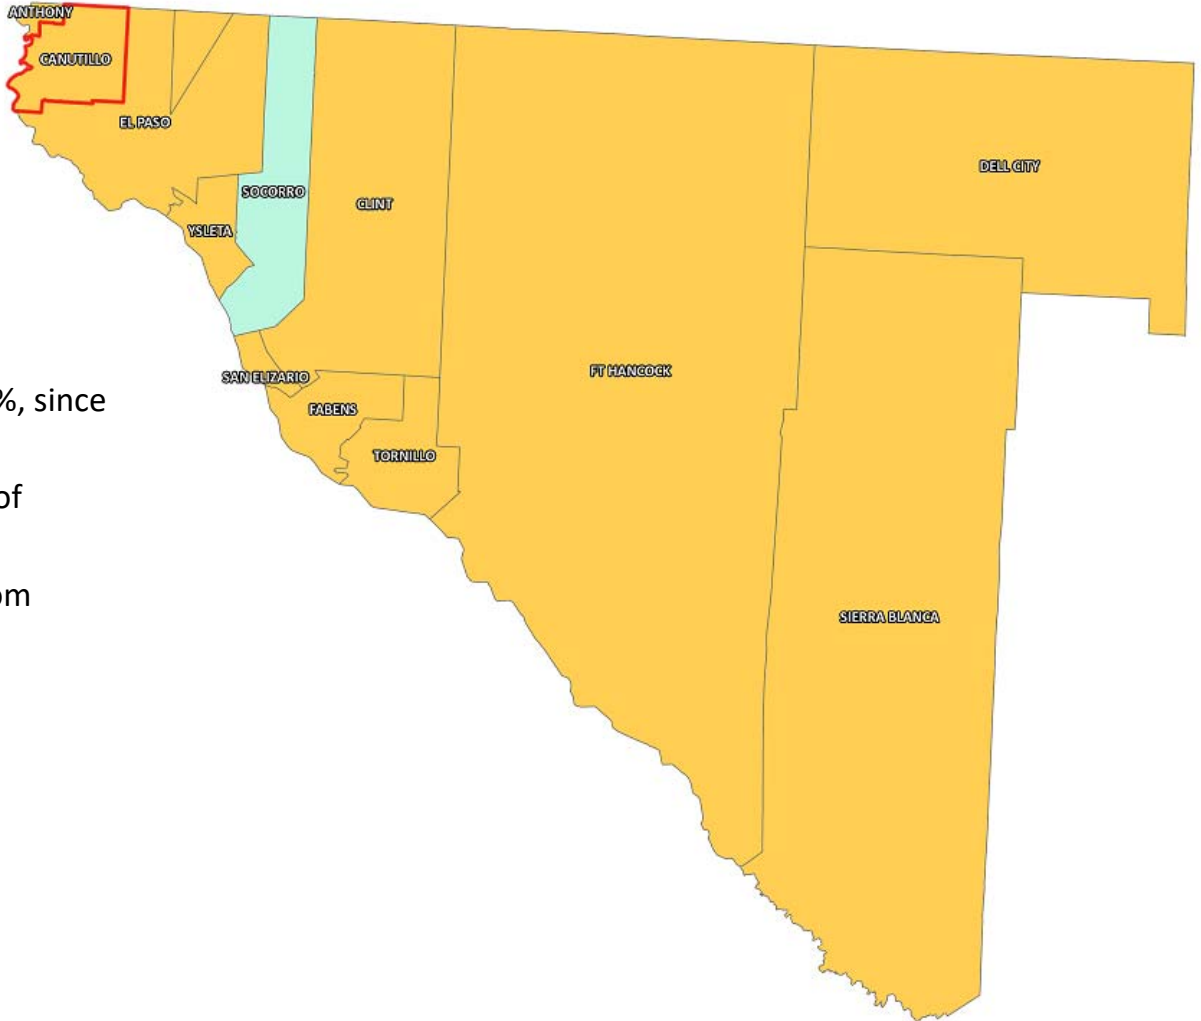 ANTHONY
CANUTILLO
EL PASO
DELL CITY
SOCORRO
CLINT
YSLETA
FT HANCOCK
SAN ELIZARIO
%, since
FABENS
TORNILLO
of
om
SIERRA BLANCA